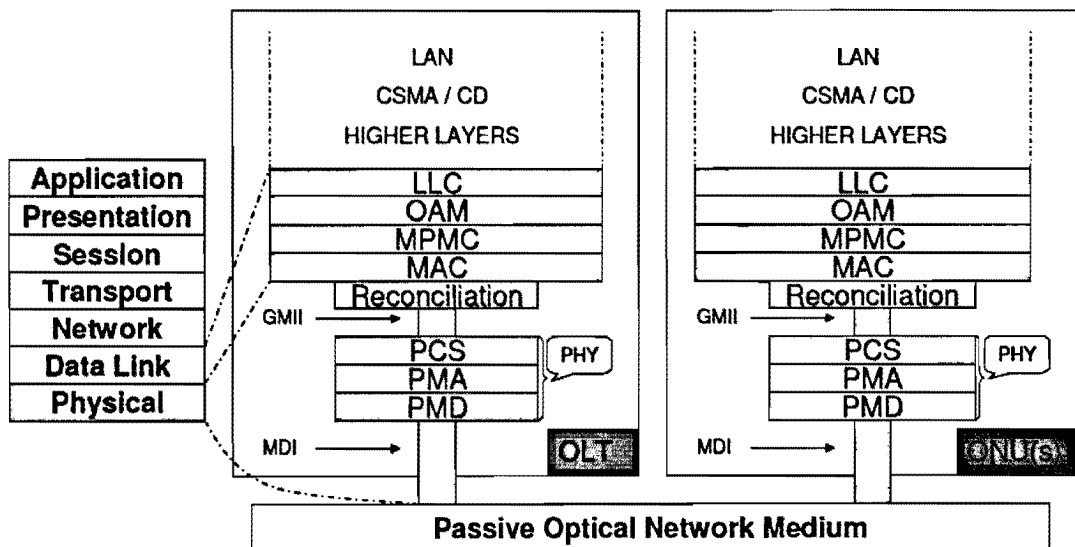 Application
Presentation
Session
Transport
Network
Data Link
Physical
LAN
CSMA / CD
HIGHER LAYERS
LLC
OAM
MPMC
MAC
Reconciliation
GMII
PCS
PMA
PMD
PHY
MDI
OLT
LAN
CSMA / CD
HIGHER LAYERS
LLC
OAM
MPMC
MAC
Reconciliation
GMII
PCS
PMA
PMD
PHY
MDI
ONU(s)
Passive Optical Network Medium